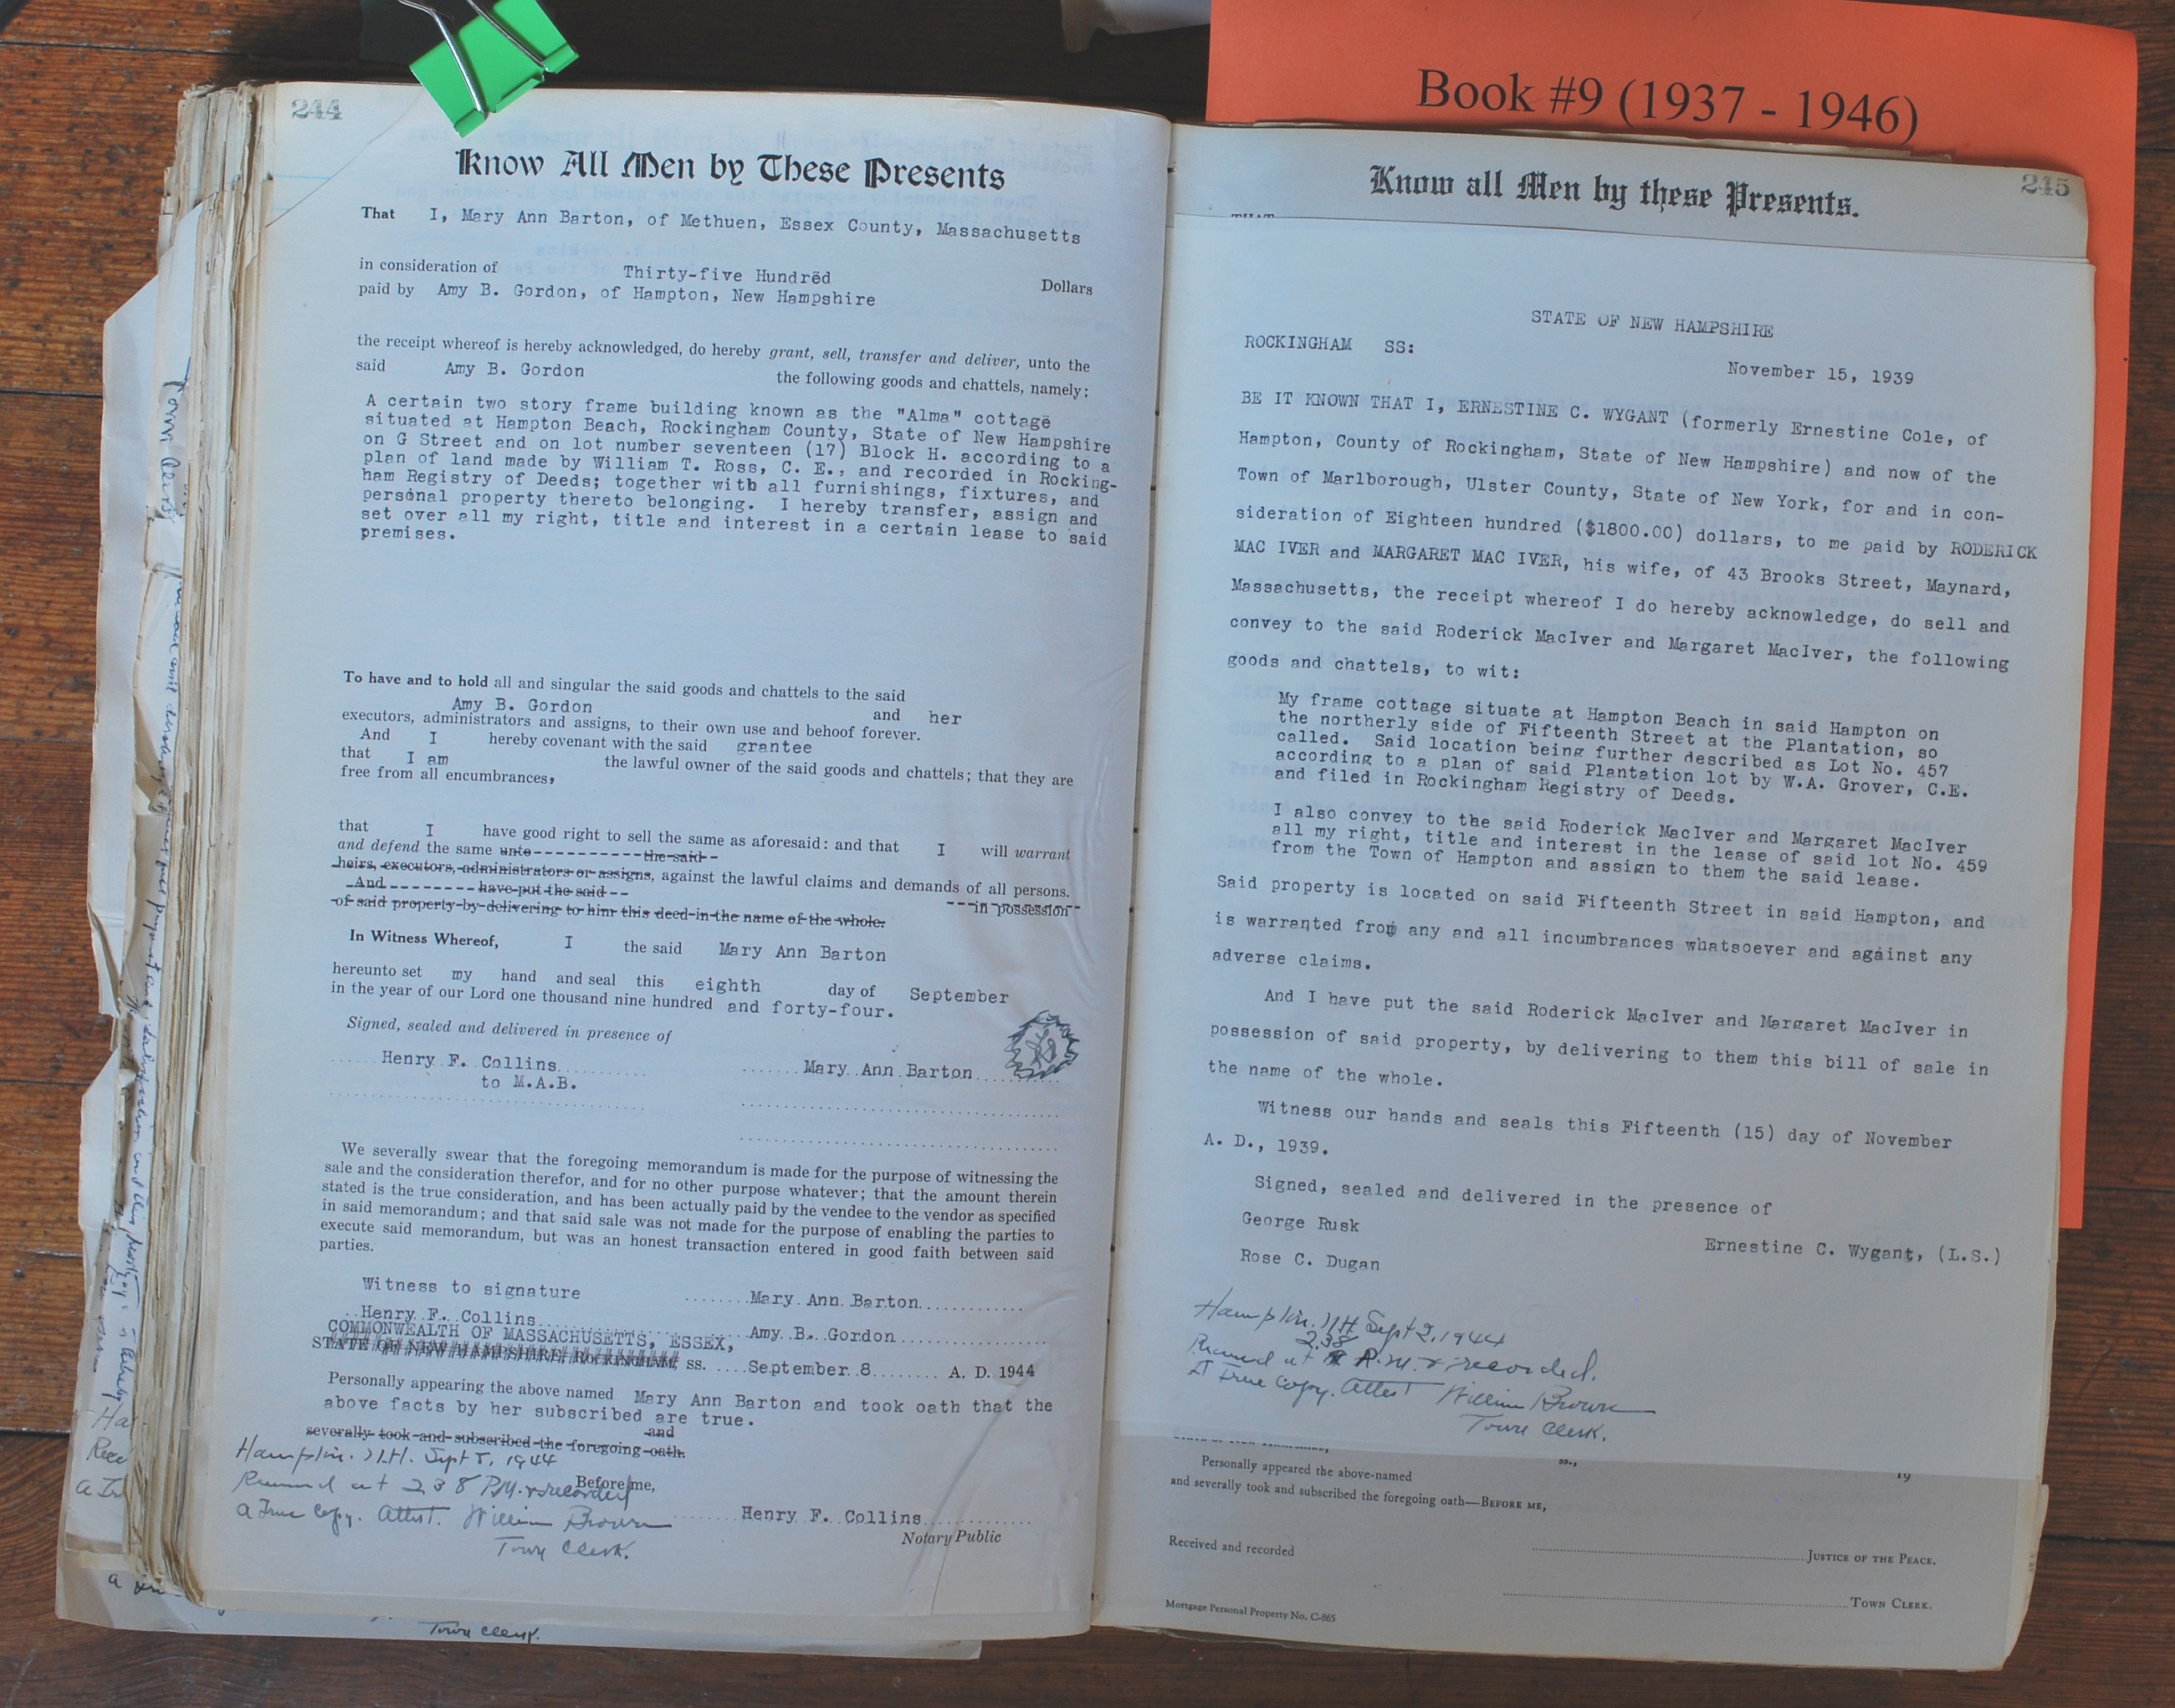 Book #9 (1937 - 1946)
244
Know All Men by These Presents
That I, Mary Ann Barton, of Methuen, Essex County, Massachusetts
in consideration of Thirty-five Hundred Dollars
paid by Amy B. Gordon, of Hampton, New Hampshire
the receipt whereof is hereby acknowledged, do hereby grant, sell, transfer and deliver, unto the
said Amy B. Gordon the following goods and chattels, namely:
A certain two story frame building known as the "Alma" cottage
situated at Hampton Beach, Rockingham County, State of New Hampshire
on G Street and on lot number seventeen (17) Block H. according to a
plan of land made by William T. Ross, C. E., and recorded in Rocking-
ham Registry of Deeds; together with all furnishings, fixtures, and
personal property thereto belonging. I hereby transfer, assign and
set over all my right, title and interest in a certain lease to said
premises.
To have and to hold all and singular the said goods and chattels to the said
Amy B. Gordon and her
executors, administrators and assigns, to their own use and behoof forever.
And I hereby covenant with the said grantee
that I am the lawful owner of the said goods and chattels; that they are
free from all encumbrances,
that I have good right to sell the same as aforesaid: and that I will warrant
and defend the same unto the said
heirs, executors, administrators or assigns, against the lawful claims and demands of all persons.
And have put the said
in possession
of said property by delivering to him this deed in the name of the whole.
In Witness Whereof, I the said Mary Ann Barton
hereunto set my hand and seal this eighth day of September
in the year of our Lord one thousand nine hundred and forty-four.
Signed, sealed and delivered in presence of
Henry F. Collins Mary Ann Barton
to M.A.B.
We severally swear that the foregoing memorandum is made for the purpose of witnessing the
sale and the consideration therefor, and for no other purpose whatever; that the amount therein
stated is the true consideration, and has been actually paid by the vendee to the vendor as specified
in said memorandum; and that said sale was not made for the purpose of enabling the parties to
execute said memorandum, but was an honest transaction entered in good faith between said
parties.
Witness to signature Mary Ann Barton
Henry F. Collins Amy B. Gordon
COMMONWEALTH OF MASSACHUSETTS, ESSEX,
STATE OF NEW HAMPSHIRE, ROCKINGHAM, ss. September 8 A. D. 1944
Personally appearing the above named Mary Ann Barton and took oath that the
above facts by her subscribed are true.
and
severally took and subscribed the foregoing oath.
Hampton. N.H. Sept 8, 1944
Before me,
Received at 2 38 P.M. & recorded
a True Copy. Attest. William Brown
Henry F. Collins
Notary Public
Town Clerk.
Town Clerk.
245
Know all Men by these Presents.
THAT
STATE OF NEW HAMPSHIRE
ROCKINGHAM SS:
November 15, 1939
BE IT KNOWN THAT I, ERNESTINE C. WYGANT (formerly Ernestine Cole, of
Hampton, County of Rockingham, State of New Hampshire) and now of the
Town of Marlborough, Ulster County, State of New York, for and in con-
sideration of Eighteen hundred ($1800.00) dollars, to me paid by RODERICK
MAC IVER and MARGARET MAC IVER, his wife, of 43 Brooks Street, Maynard,
Massachusetts, the receipt whereof I do hereby acknowledge, do sell and
convey to the said Roderick MacIver and Margaret MacIver, the following
goods and chattels, to wit:
My frame cottage situate at Hampton Beach in said Hampton on
the northerly side of Fifteenth Street at the Plantation, so
called. Said location being further described as Lot No. 457
according to a plan of said Plantation lot by W.A. Grover, C.E.
and filed in Rockingham Registry of Deeds.
I also convey to the said Roderick MacIver and Margaret MacIver
all my right, title and interest in the lease of said lot No. 459
from the Town of Hampton and assign to them the said lease.
Said property is located on said Fifteenth Street in said Hampton, and
is warranted from any and all incumbrances whatsoever and against any
adverse claims.
And I have put the said Roderick MacIver and Margaret MacIver in
possession of said property, by delivering to them this bill of sale in
the name of the whole.
Witness our hands and seals this Fifteenth (15) day of November
A. D., 1939.
Signed, sealed and delivered in the presence of
George Rusk
Ernestine C. Wygant, (L.S.)
Rose C. Dugan
Hampton. N.H. Sept 2, 1944
2.38
Received at P.M. & recorded.
A True Copy. Attest William Brown
Town Clerk.
Personally appeared the above-named
ss., 19
and severally took and subscribed the foregoing oath—BEFORE ME,
JUSTICE OF THE PEACE.
Received and recorded
TOWN CLERK.
Mortgage Personal Property No. C-865